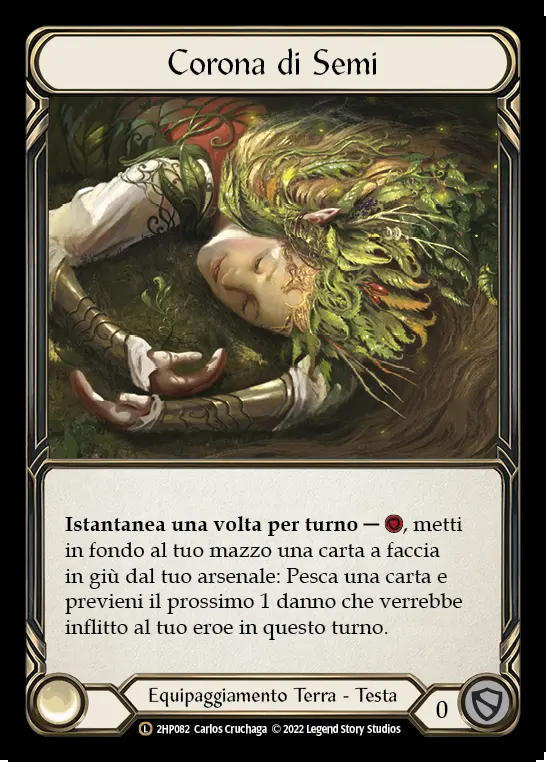 Corona di Semi
Istantanea una volta per turno — , metti
in fondo al tuo mazzo una carta a faccia
in giù dal tuo arsenale: Pesca una carta e
previeni il prossimo 1 danno che verrebbe
inflitto al tuo eroe in questo turno.
Equipaggiamento Terra - Testa
0
L 2HP082 Carlos Cruchaga © 2022 Legend Story Studios